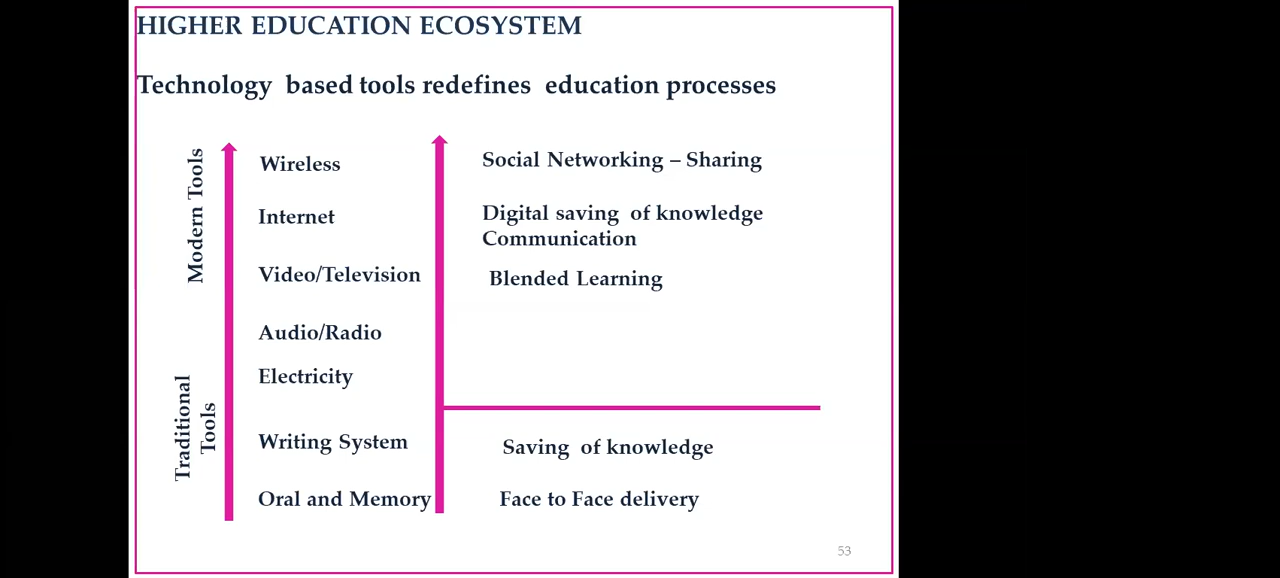 HIGHER EDUCATION ECOSYSTEM
Technology based tools redefines education processes
Modern Tools
Traditional
Tools
Wireless
Internet
Video/Television
Audio/Radio
Electricity
Writing System
Oral and Memory
Social Networking – Sharing
Digital saving of knowledge
Communication
Blended Learning
Saving of knowledge
Face to Face delivery
53